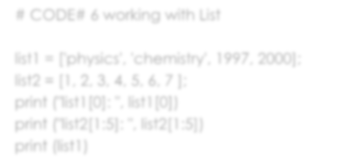 # CODE# 6 working with List
list1 = ['physics', 'chemistry', 1997, 2000];
list2 = [1, 2, 3, 4, 5, 6, 7 ];
print ("list1[0]: ", list1[0])
print ("list2[1:5]: ", list2[1:5])
print (list1)